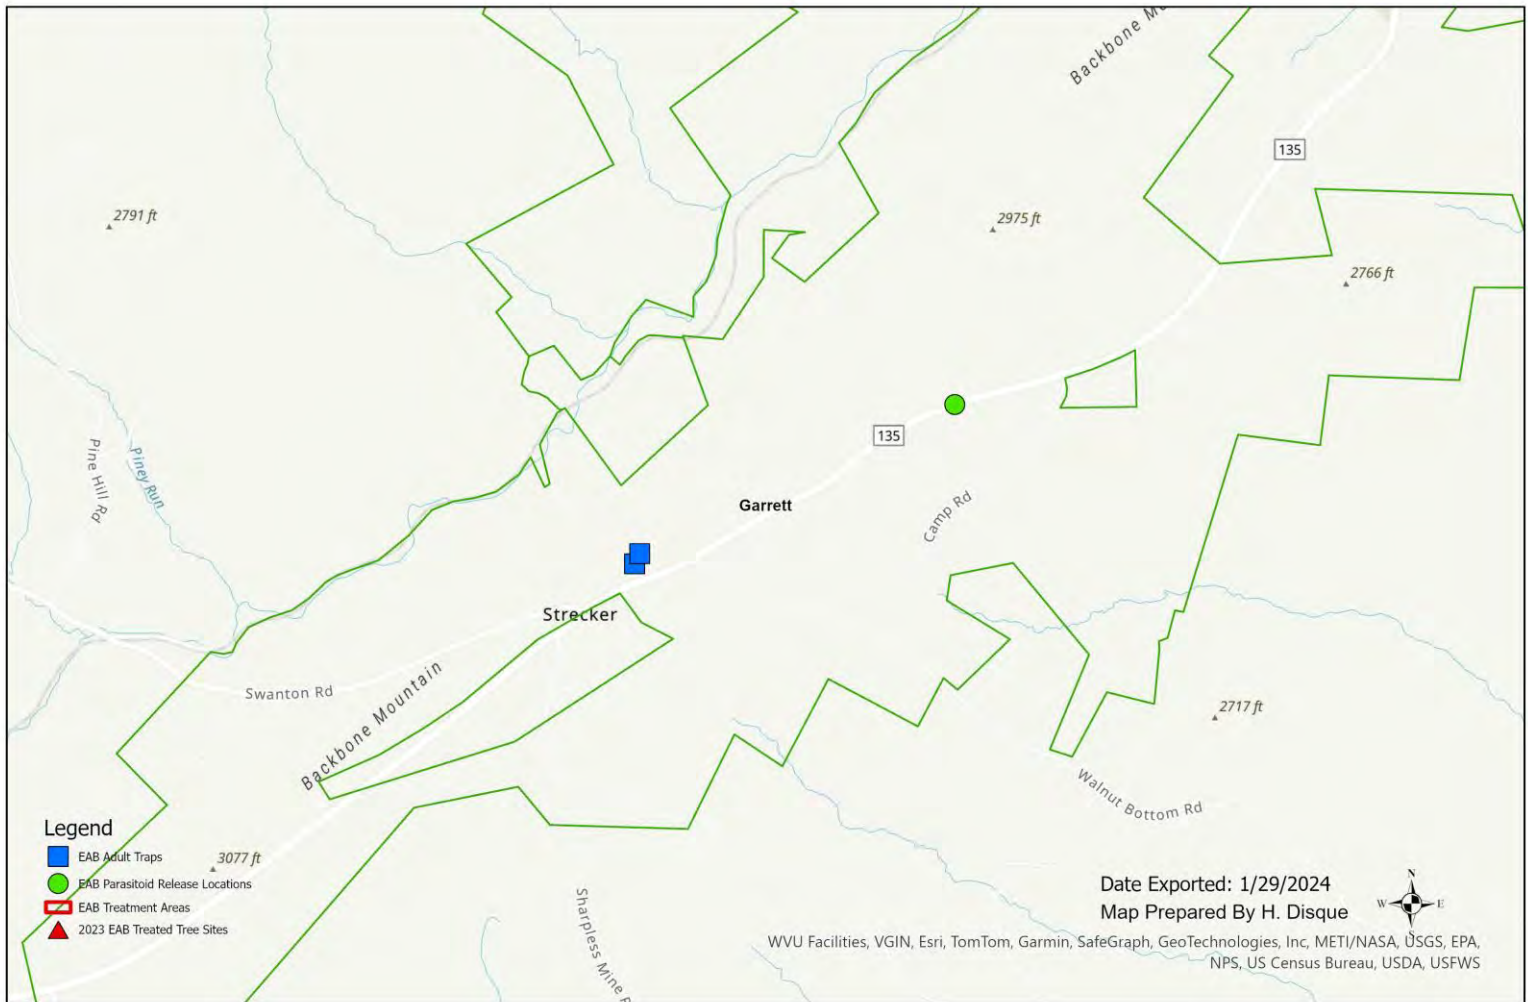 Backbone Mo
135
2791 ft
2975 ft
2766 ft
135
Pine Hill Rd
Piney Run
Garrett
Camp Rd
Strecker
Swanton Rd
Backbone Mountain
2717 ft
Walnut Bottom Rd
Legend
EAB Adult Traps
EAB Parasitoid Release Locations
EAB Treatment Areas
2023 EAB Treated Tree Sites
3077 ft
Sharpless Mine R
Date Exported: 1/29/2024
Map Prepared By H. Disque
N
W E
S
WVU Facilities, VGIN, Esri, TomTom, Garmin, SafeGraph, GeoTechnologies, Inc, METI/NASA, USGS, EPA,
NPS, US Census Bureau, USDA, USFWS